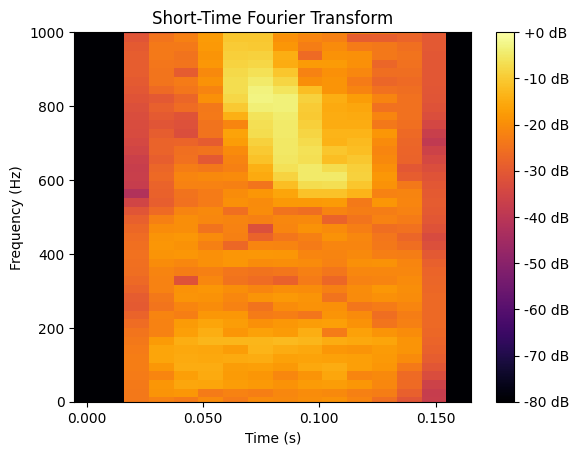 Short-Time Fourier Transform
1000
800
600
400
200
0
Frequency (Hz)
0.000
0.050
0.100
0.150
Time (s)
+0 dB
-10 dB
-20 dB
-30 dB
-40 dB
-50 dB
-60 dB
-70 dB
-80 dB